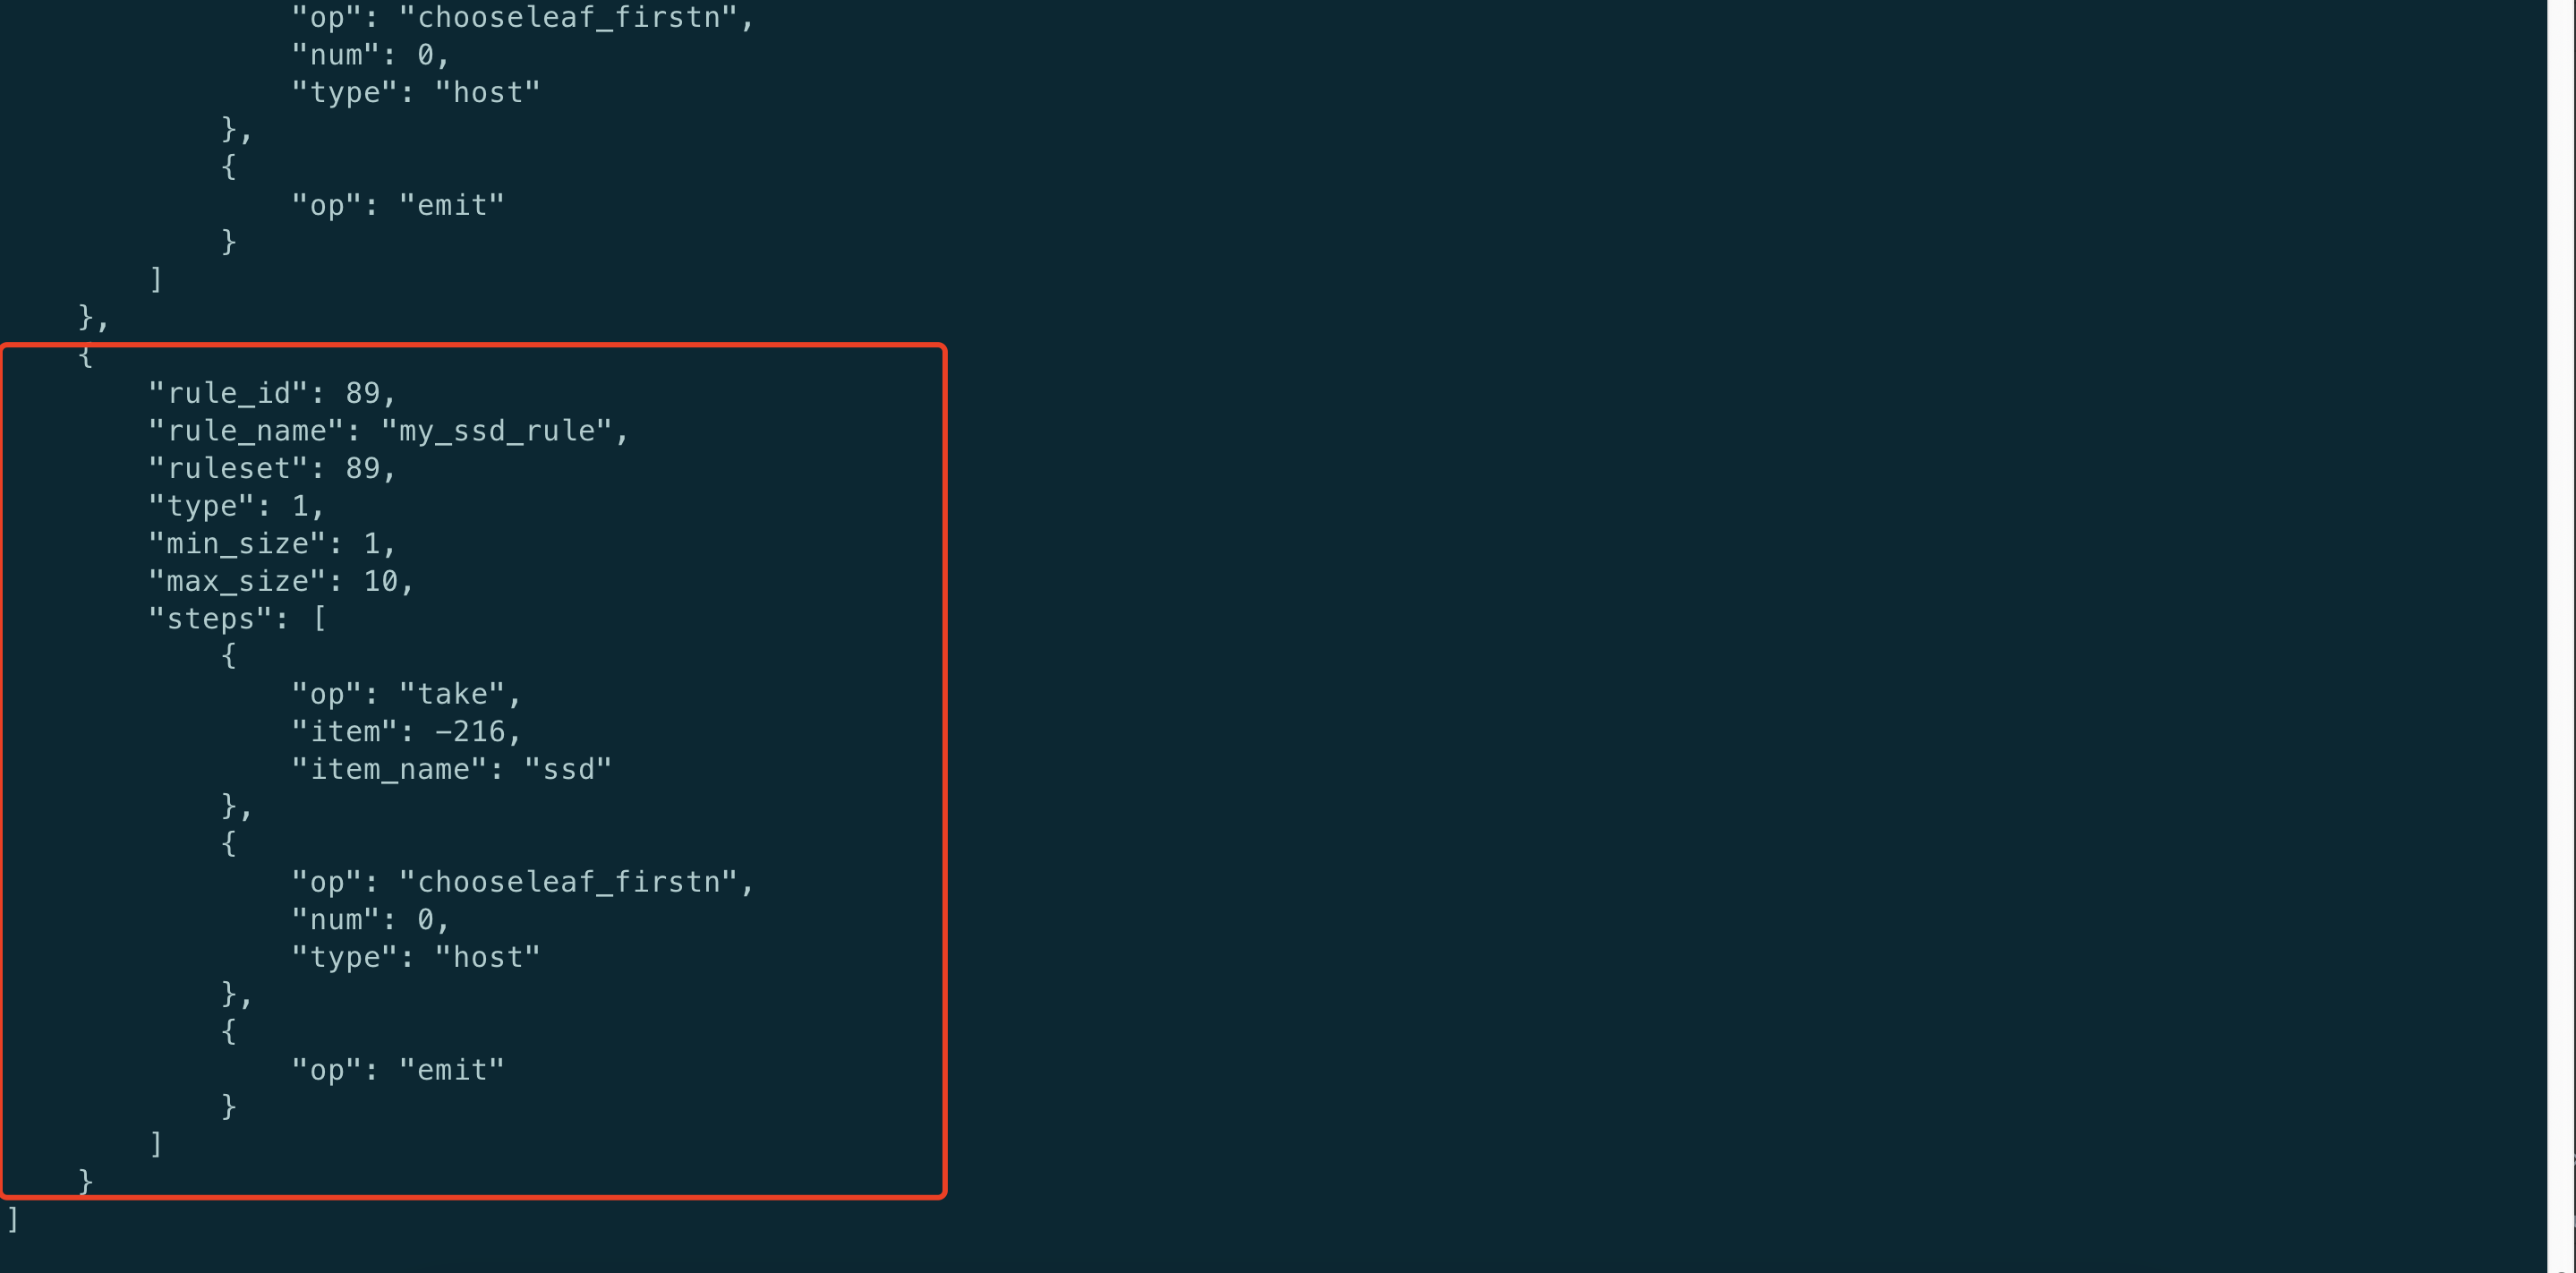 "op": "chooseleaf_firstn",
                "num": 0,
                "type": "host"
            },
            {
                "op": "emit"
            }
        ]
    },
    {
        "rule_id": 89,
        "rule_name": "my_ssd_rule",
        "ruleset": 89,
        "type": 1,
        "min_size": 1,
        "max_size": 10,
        "steps": [
            {
                "op": "take",
                "item": -216,
                "item_name": "ssd"
            },
            {
                "op": "chooseleaf_firstn",
                "num": 0,
                "type": "host"
            },
            {
                "op": "emit"
            }
        ]
    }
]